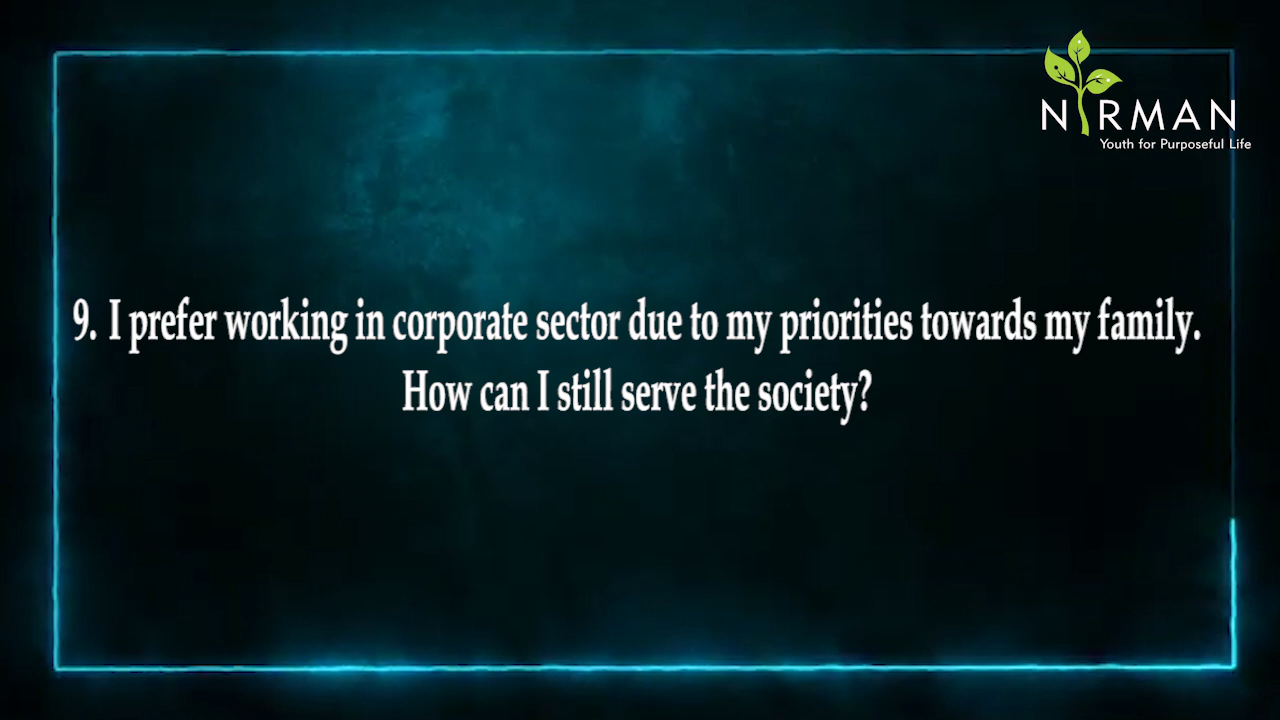 NIRMAN
Youth for Purposeful Life
9. I prefer working in corporate sector due to my priorities towards my family.
How can I still serve the society?